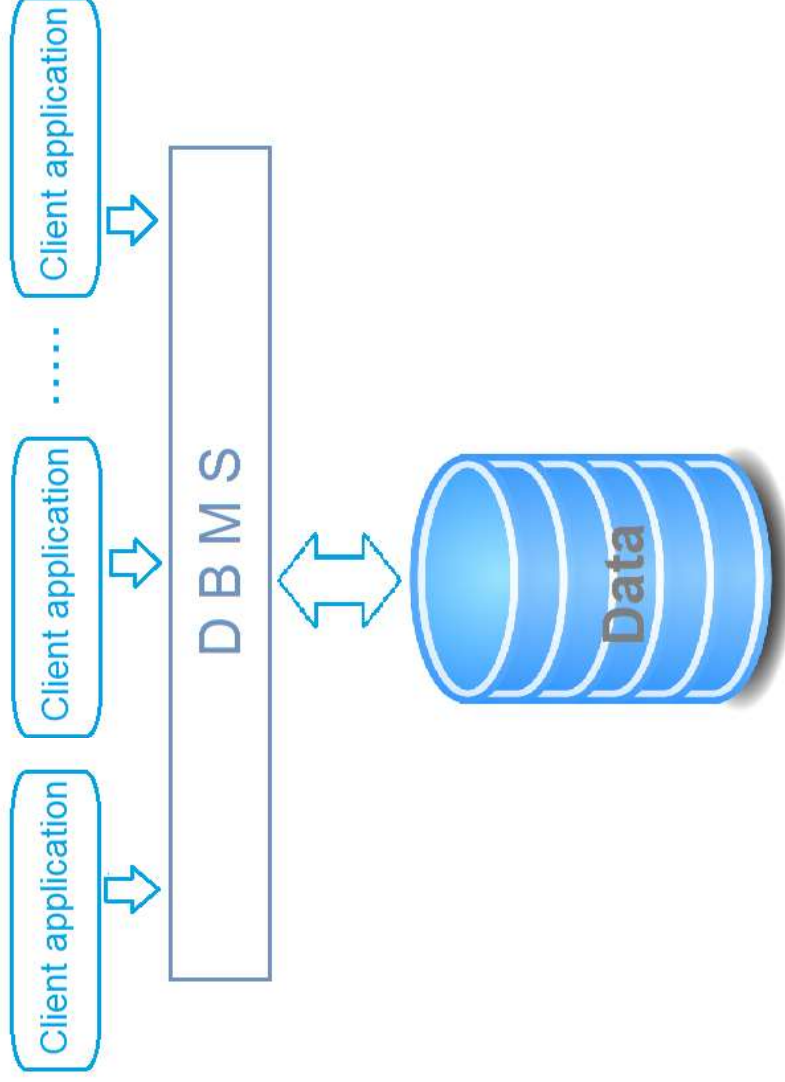 Client application
Client application
.....
Client application
D B M S
Data